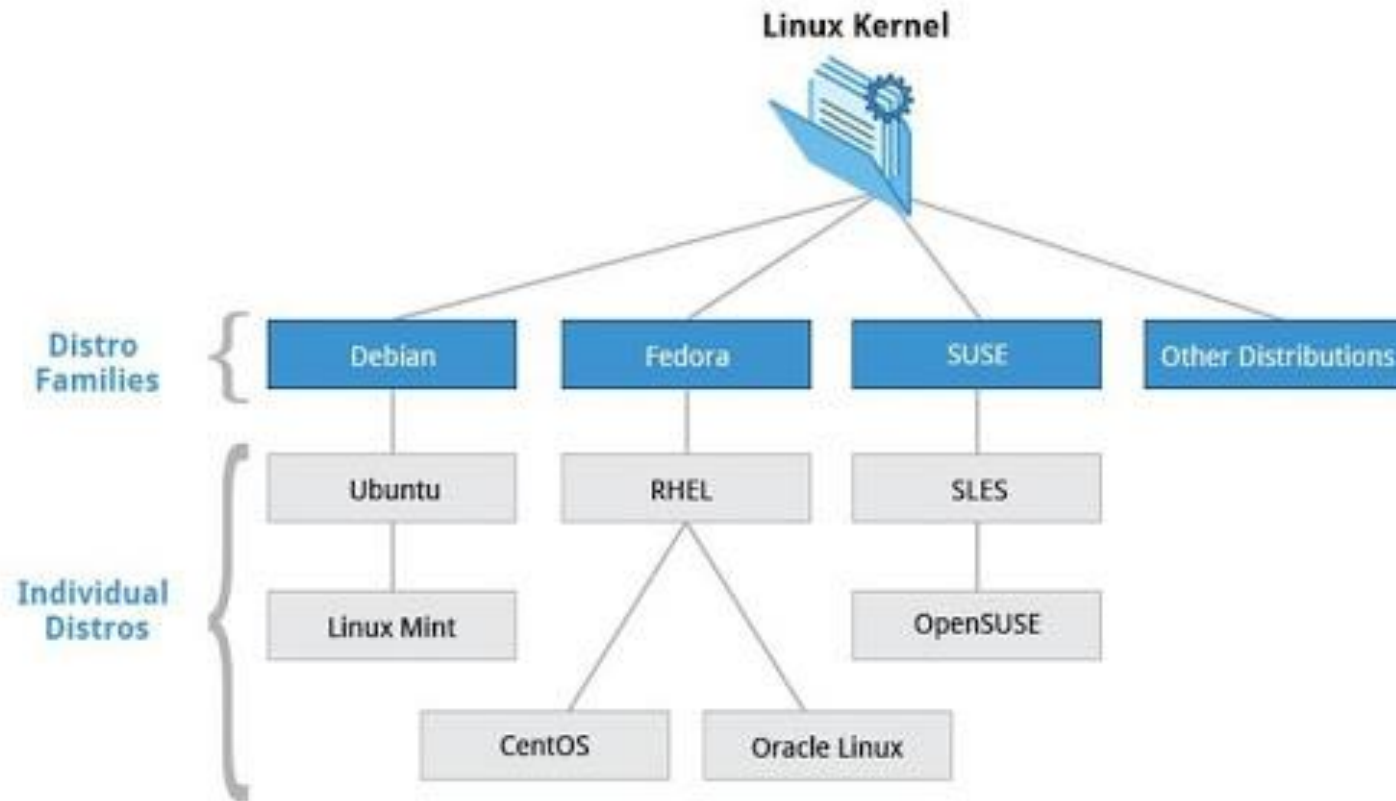 Linux Kernel
Distro
Families
Debian
Fedora
SUSE
Other Distributions
Individual
Distros
Ubuntu
RHEL
SLES
Linux Mint
OpenSUSE
CentOS
Oracle Linux